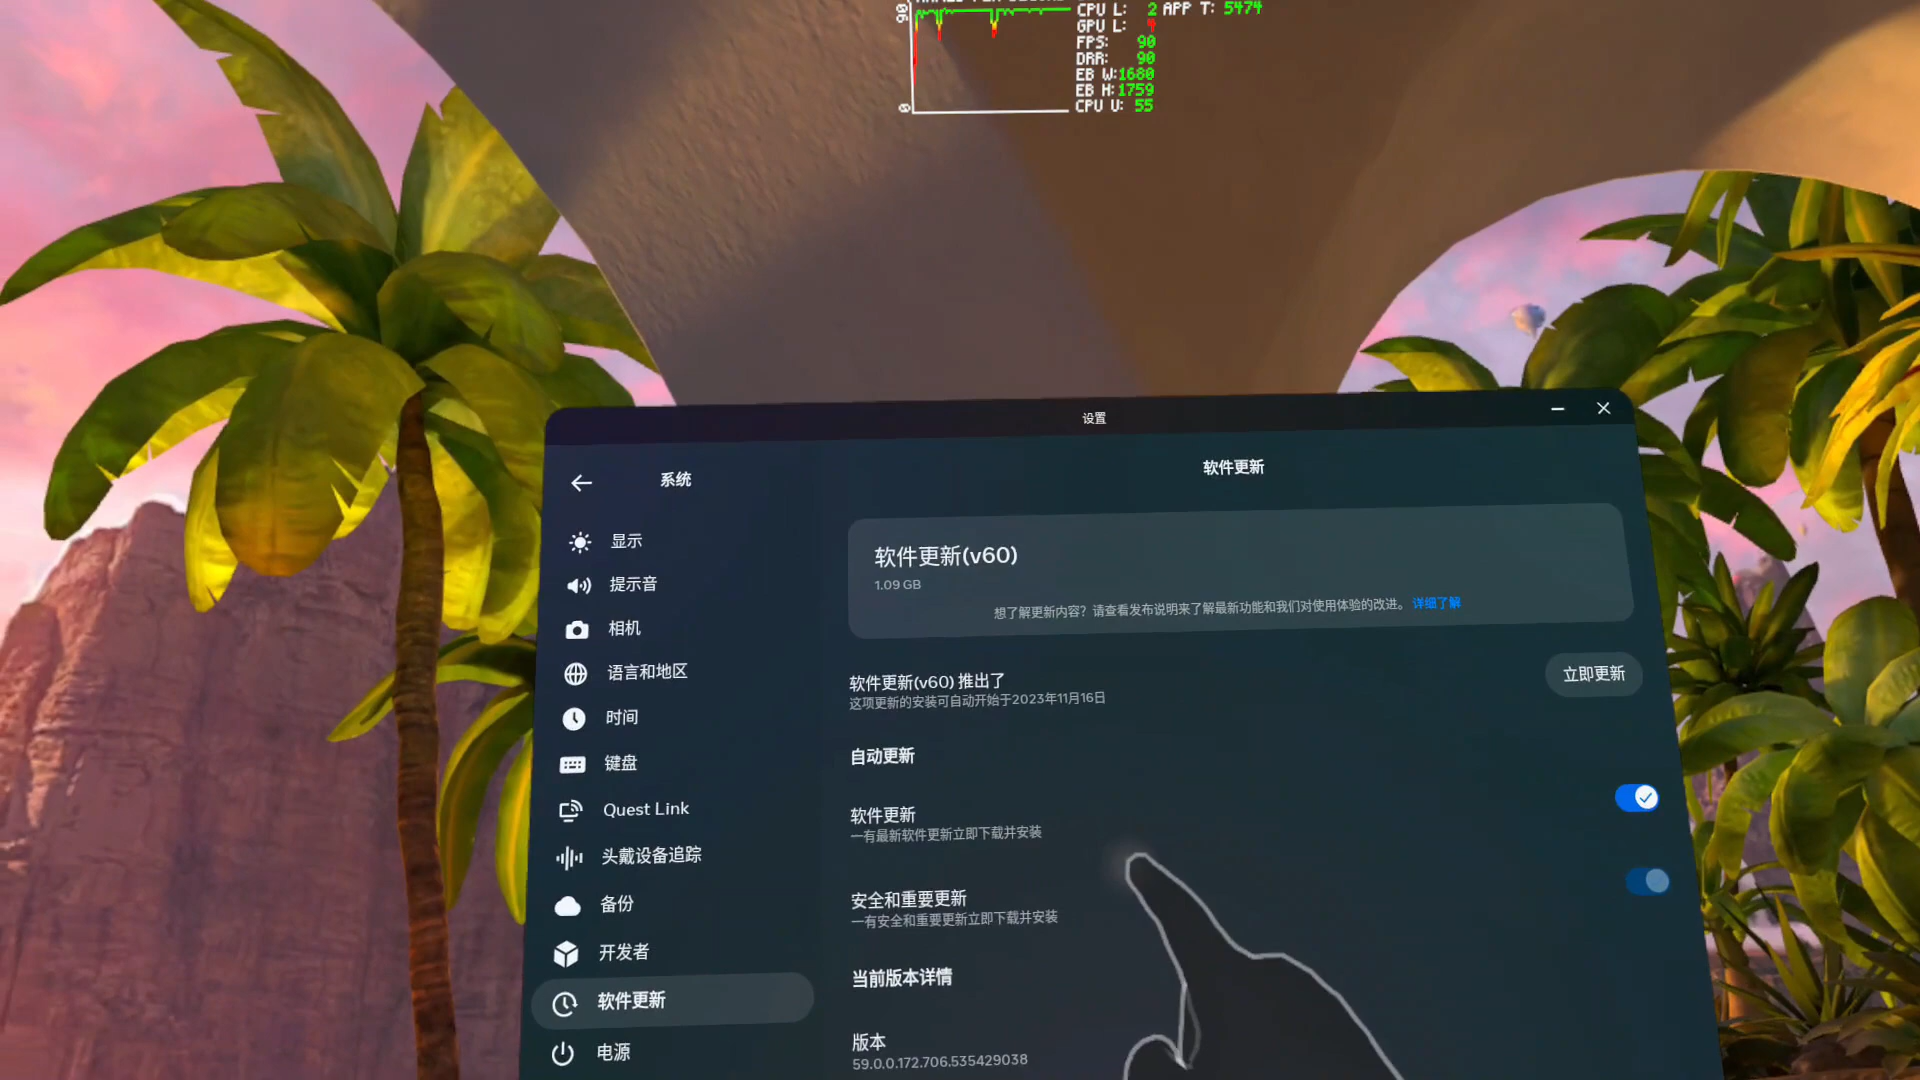 90
CPU L: 2 APP T: 5474
GPU L:
FPS: 90
DRR: 90
EB W:1680
EB H:1759
0
CPU U: 55
设置
系统
软件更新
显示
提示音
相机
语言和地区
时间
键盘
Quest Link
头戴设备追踪
备份
开发者
软件更新
电源
软件更新(v60)
1.09 GB
想了解更新内容？请查看发布说明来了解最新功能和我们对使用体验的改进。 详细了解
软件更新(v60) 推出了
这项更新的安装可自动开始于2023年11月16日
立即更新
自动更新
软件更新
一有最新软件更新立即下载并安装
安全和重要更新
一有安全和重要更新立即下载并安装
当前版本详情
版本
59.0.0.172.706.535429038